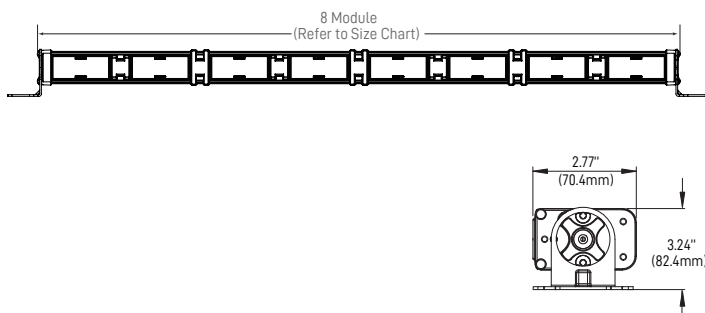 8 Module
(Refer to Size Chart)
2.77"
(70.4mm)
3.24"
(82.4mm)